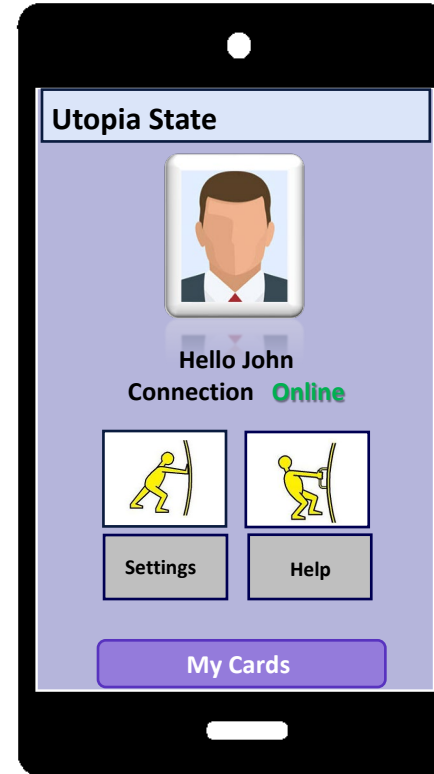 Utopia State
Hello John
Connection Online
Settings
Help
My Cards